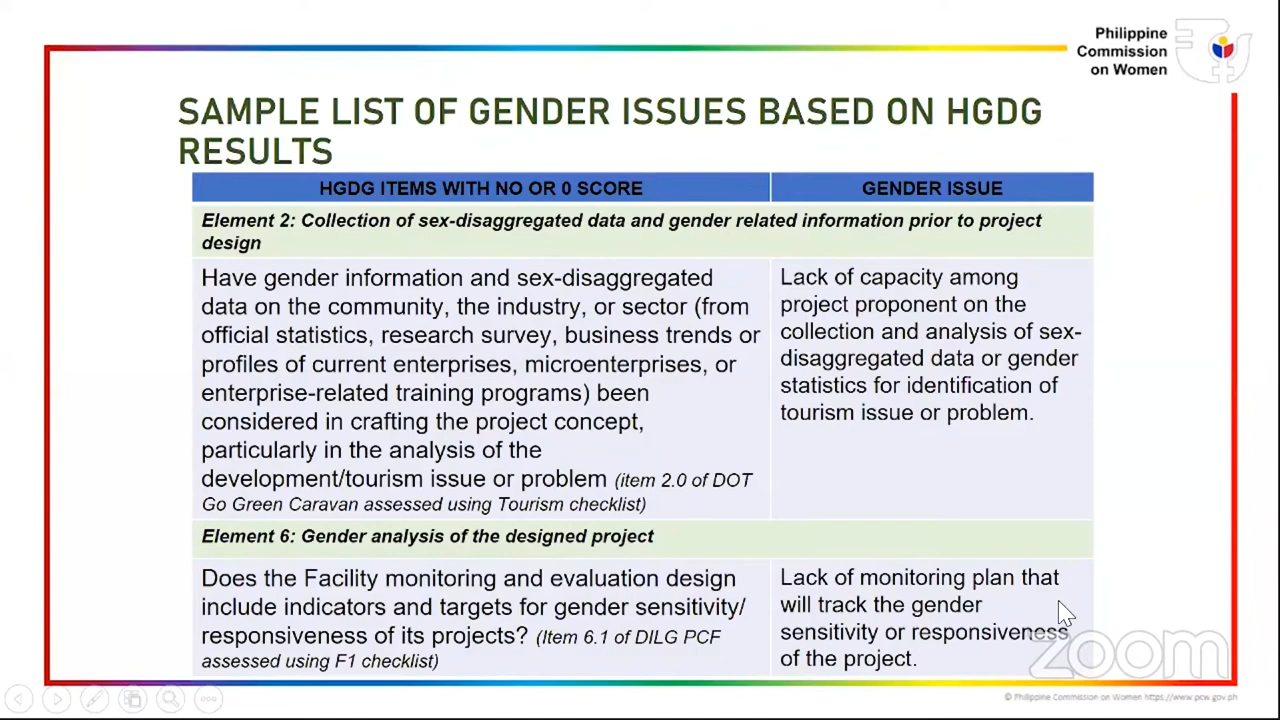 Philippine
Commission
on Women
SAMPLE LIST OF GENDER ISSUES BASED ON HGDG
RESULTS
HGDG ITEMS WITH NO OR 0 SCORE
GENDER ISSUE
Element 2: Collection of sex-disaggregated data and gender related information prior to project
design
Have gender information and sex-disaggregated
data on the community, the industry, or sector (from
official statistics, research survey, business trends or
profiles of current enterprises, microenterprises, or
enterprise-related training programs) been
considered in crafting the project concept,
particularly in the analysis of the
development/tourism issue or problem (item 2.0 of DOT
Go Green Caravan assessed using Tourism checklist)
Lack of capacity among
project proponent on the
collection and analysis of sex-
disaggregated data or gender
statistics for identification of
tourism issue or problem.
Element 6: Gender analysis of the designed project
Does the Facility monitoring and evaluation design
include indicators and targets for gender sensitivity/
responsiveness of its projects? (Item 6.1 of DILG PCF
assessed using F1 checklist)
Lack of monitoring plan that
will track the gender
sensitivity or responsiveness
of the project.
zoom
© Philippine Commission on Women https://www.pcw.gov.ph